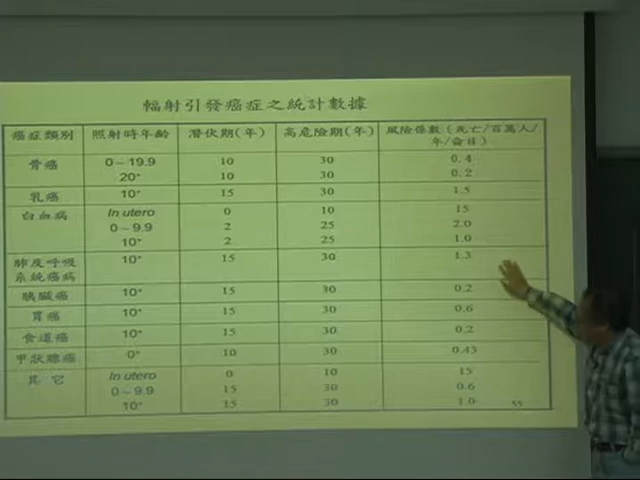 輻射引發癌症之統計數據
癌症類別 照射時年齡 潛伏期(年) 高危險期(年) 風險係數(死亡/百萬人/年/侖目)
骨癌 0–19.9 10 30 0.4
20+ 10 30 0.2
乳癌 10+ 15 30 1.5
白血病 In utero 0 10 15
0–9.9 2 25 2.0
10+ 2 25 1.0
肺及呼吸系統癌病 10+ 15 30 1.3
胰臟癌 10+ 15 30 0.2
胃癌 10+ 15 30 0.6
食道癌 10+ 15 30 0.2
甲狀腺癌 0+ 10 30 0.43
其它 In utero 0 10 15
0–9.9 15 30 0.6
10+ 15 30 1.0
55